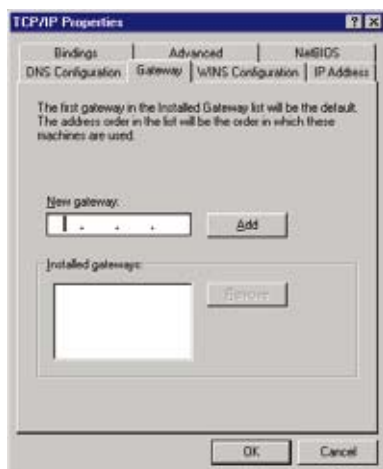 TCP/IP Properties
Bindings Advanced NetBIOS
DNS Configuration Gateway WINS Configuration IP Address
The first gateway in the Installed Gateway list will be the default.
The address order in the list will be the order in which these
machines are used.
New gateway:
Add
Installed gateways:
Remove
OK Cancel